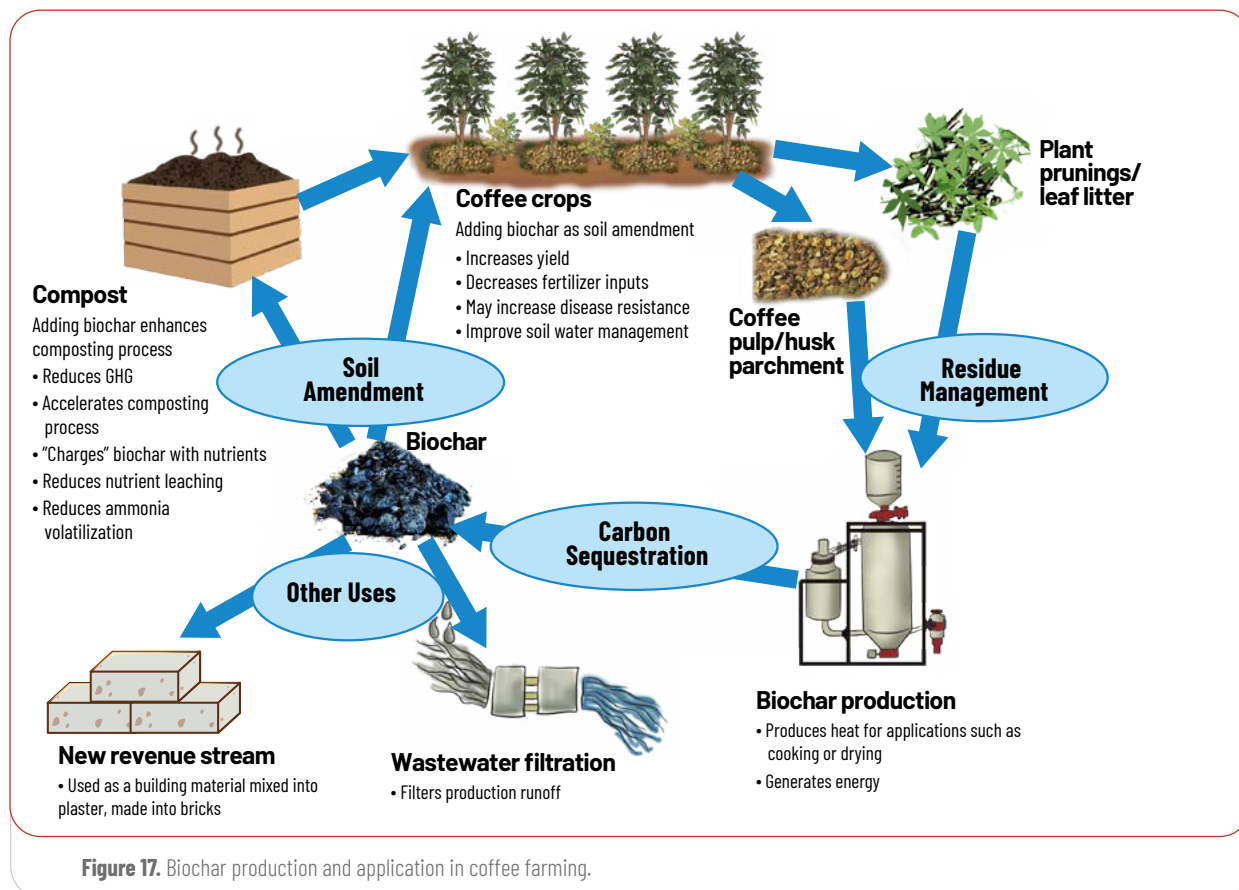 Plant
prunings/
leaf litter
Coffee crops
Adding biochar as soil amendment
• Increases yield
• Decreases fertilizer inputs
• May increase disease resistance
• Improve soil water management
Coffee
pulp/husk
parchment
Compost
Adding biochar enhances
composting process
• Reduces GHG
• Accelerates composting
process
• "Charges" biochar with nutrients
• Reduces nutrient leaching
• Reduces ammonia
volatilization
Soil
Amendment
Residue
Management
Biochar
Carbon
Sequestration
Other Uses
Biochar production
• Produces heat for applications such as
cooking or drying
• Generates energy
New revenue stream
• Used as a building material mixed into
plaster, made into bricks
Wastewater filtration
• Filters production runoff
Figure 17. Biochar production and application in coffee farming.